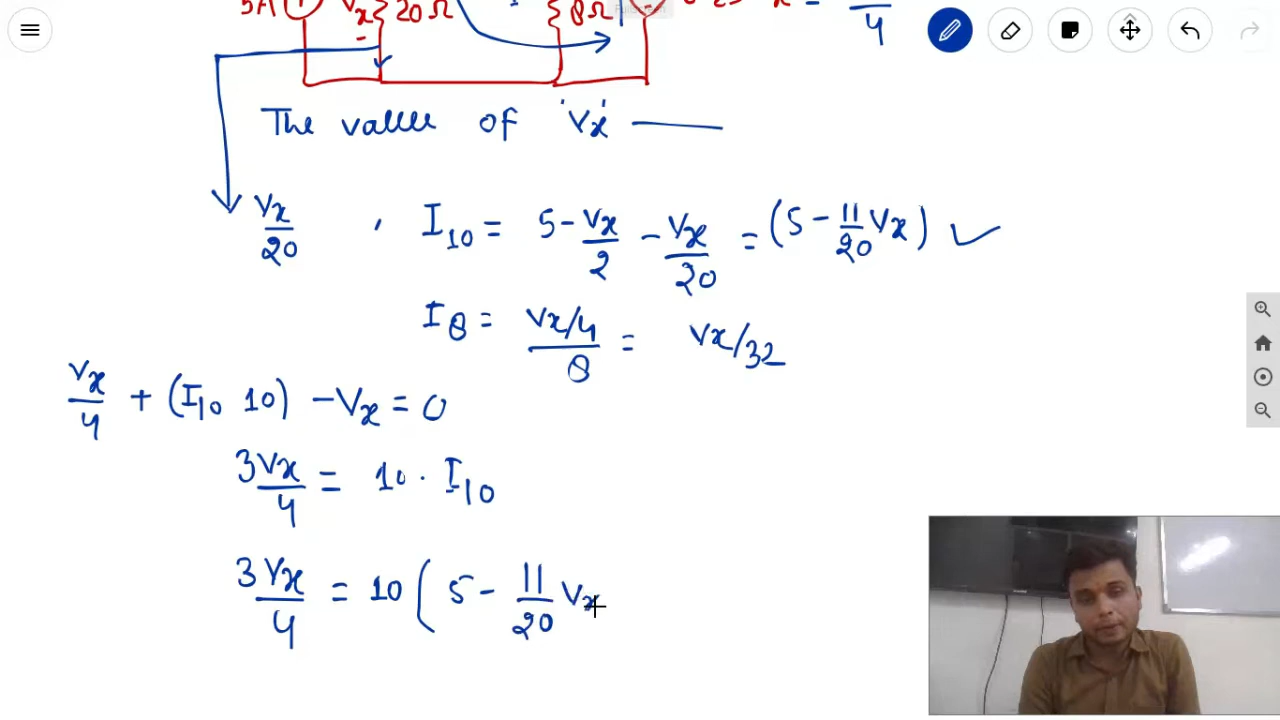 5A Vx 20Ω 8Ω
4
The value of 'Vx'
Vx/20 , I10 = 5 - Vx/2 - Vx/20 = (5 - 11/20 Vx) ✓
I8 = Vx/4 / 8 = Vx/32
Vx/4 + (I10 10) - Vx = 0
3Vx/4 = 10 · I10
3Vx/4 = 10 ( 5 - 11/20 Vx